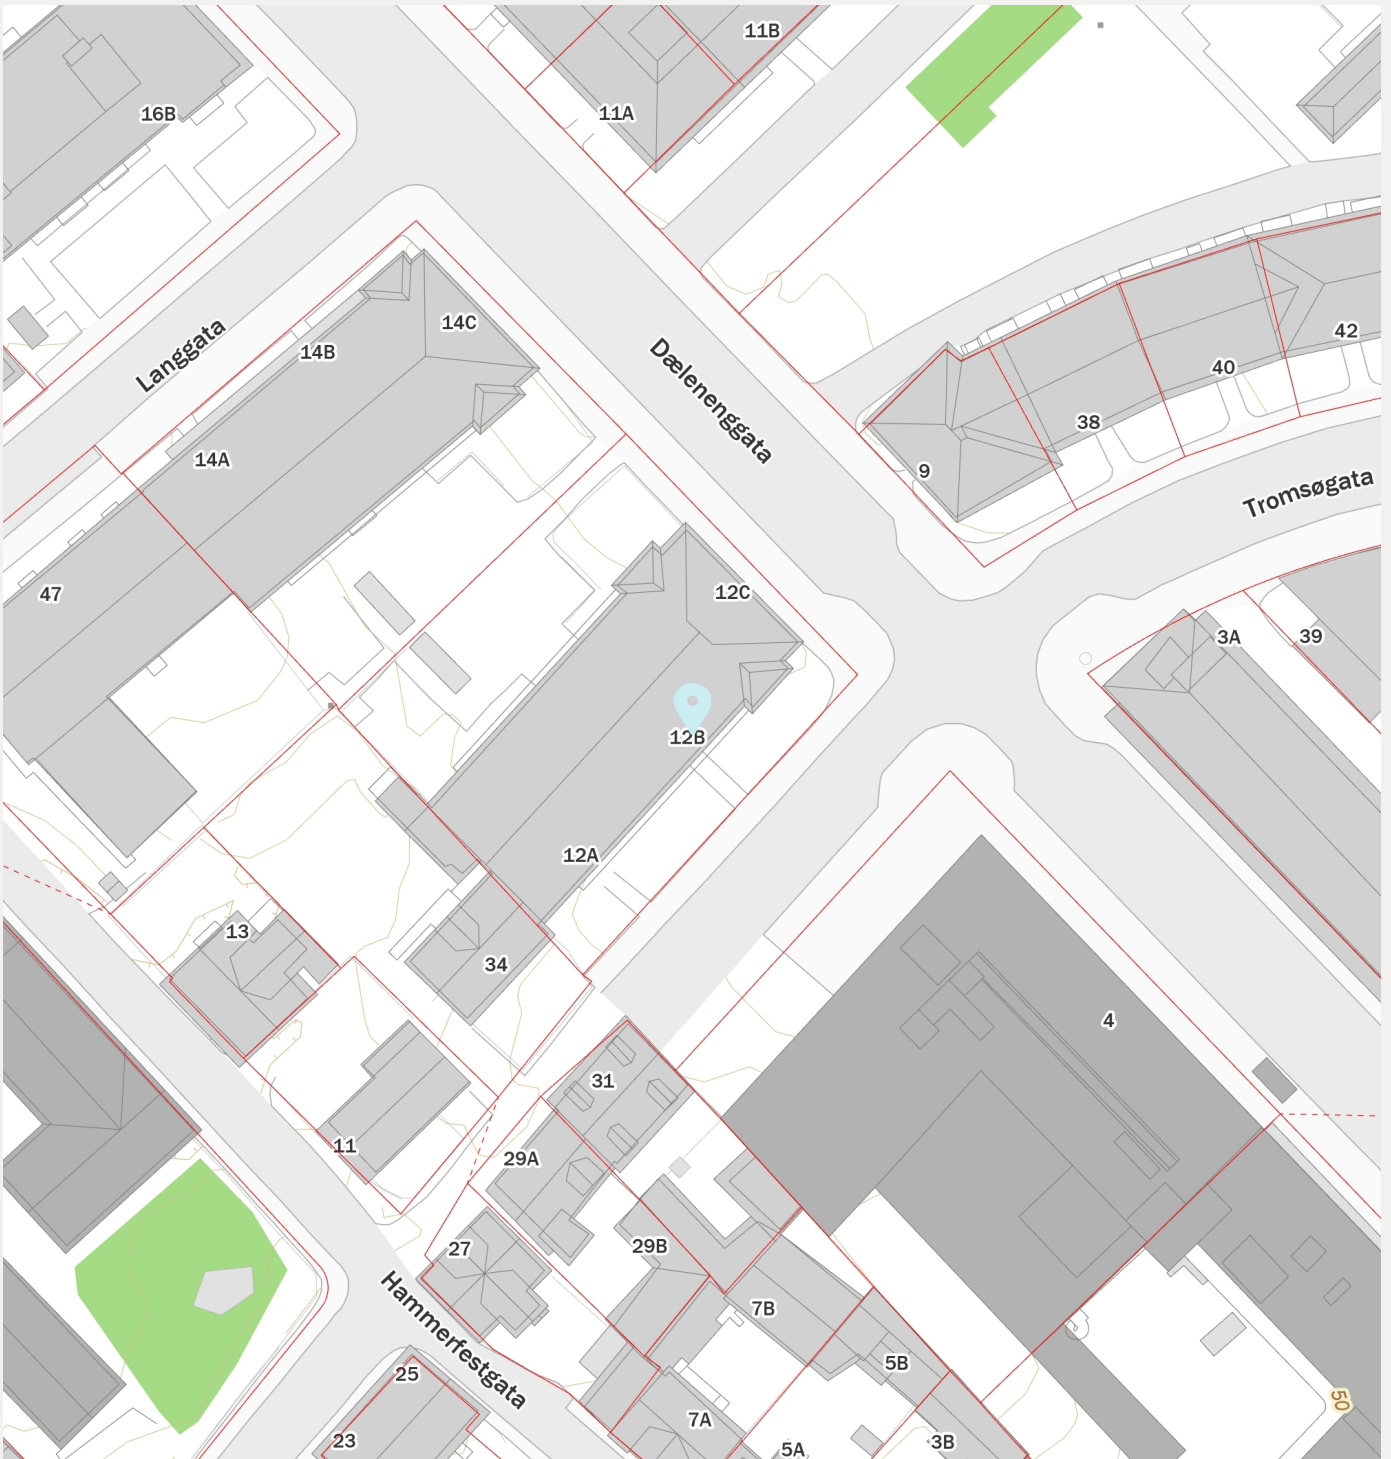 11B
16B
11A
14C
Langgata
14B
42
Dælenenggata
40
38
14A
9
Tromsøgata
47
12C
3A
39
12B
12A
13
34
4
31
11
29A
27
29B
7B
Hammerfestgata
5B
25
50
7A
23
3B
5A